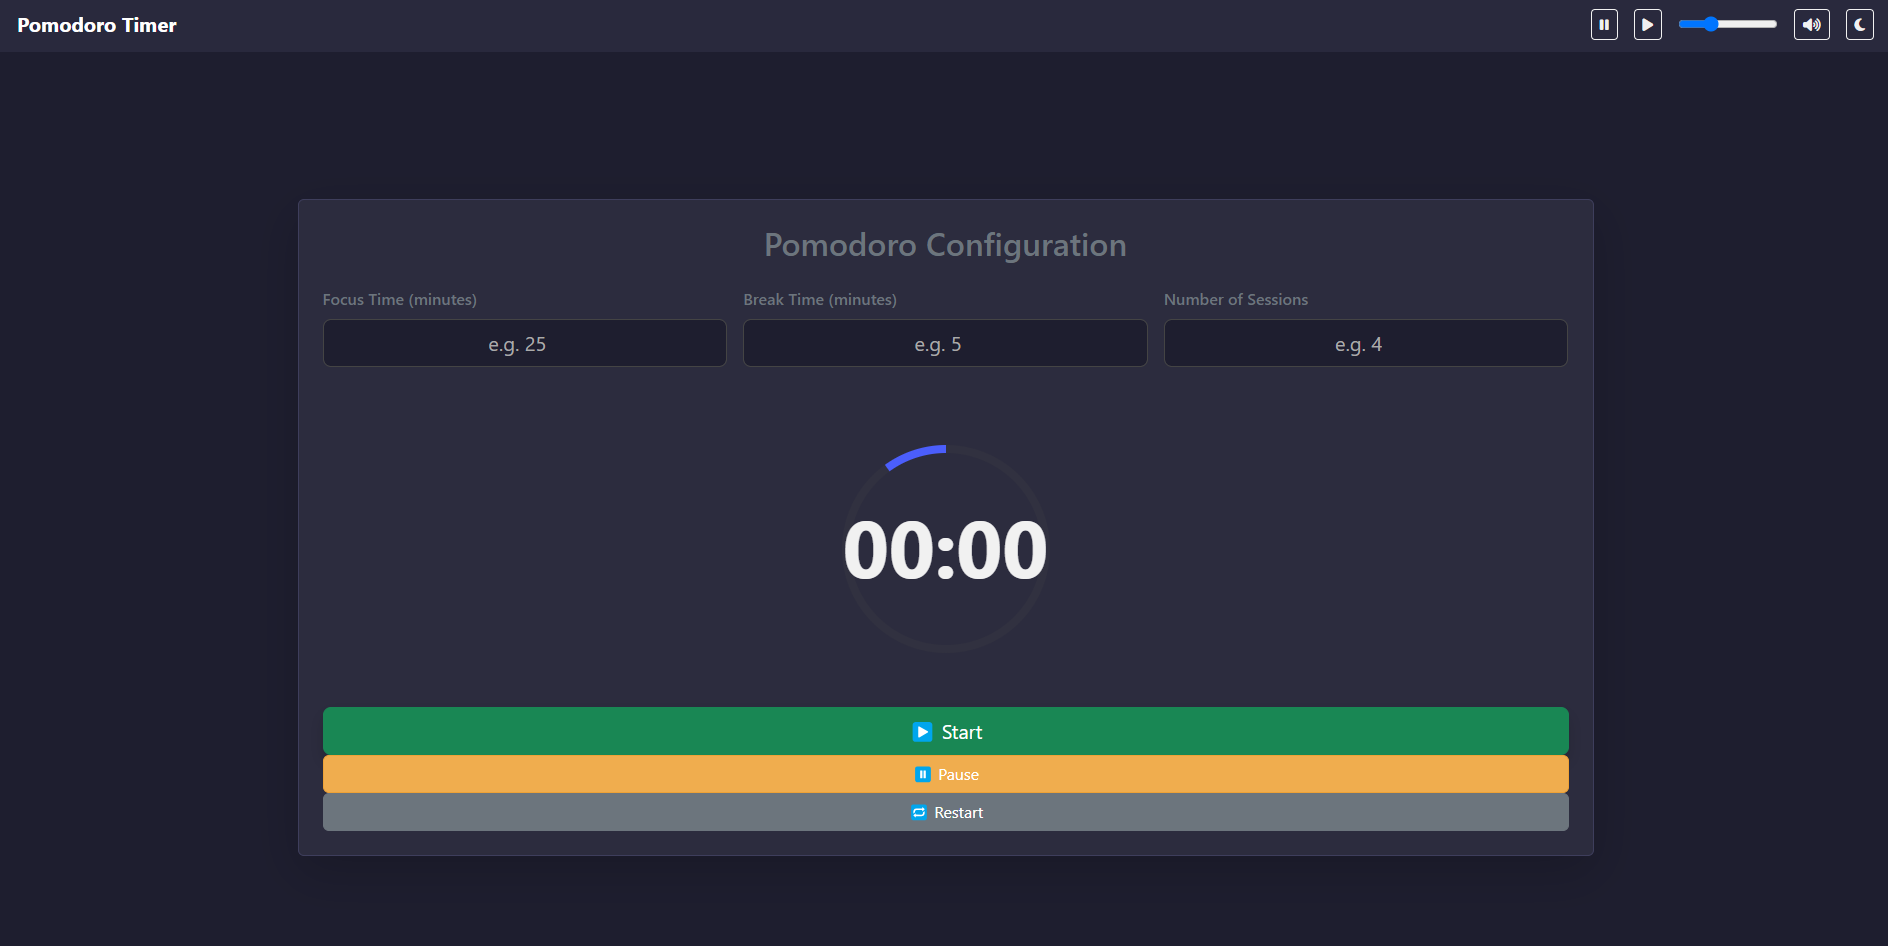 Pomodoro Timer
Pomodoro Configuration
Focus Time (minutes)
Break Time (minutes)
Number of Sessions
e.g. 25
e.g. 5
e.g. 4
00:00
Start
Pause
Restart